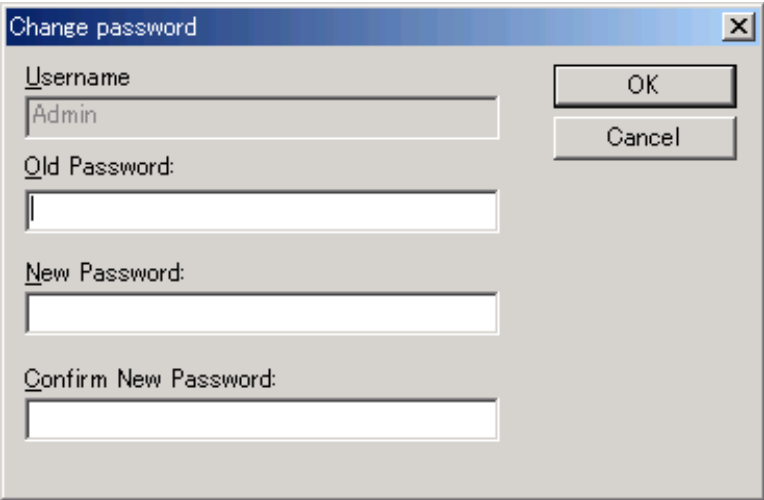 Change password
Username
Admin
Old Password:
New Password:
Confirm New Password:
OK
Cancel